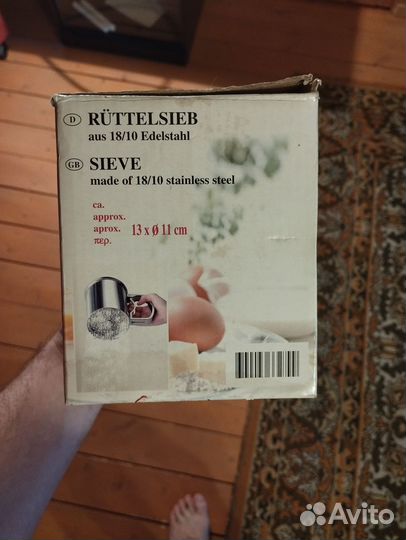 D RÜTTELSIEB
aus 18/10 Edelstahl
GB SIEVE
made of 18/10 stainless steel
ca.
approx.
aprox.
περ.
13 x ø 11 cm
Avito